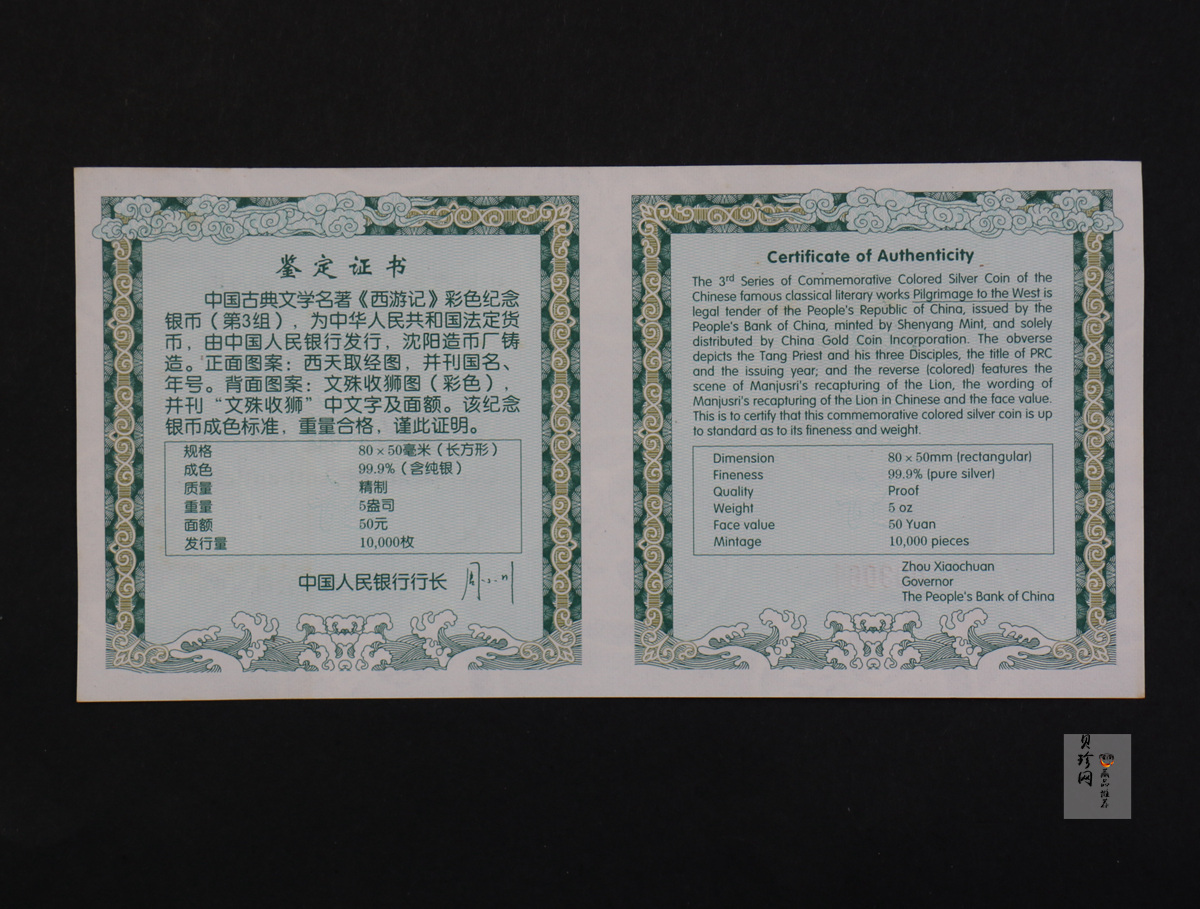 鉴定证书
中国古典文学名著《西游记》彩色纪念
银币（第3组），为中华人民共和国法定货
币，由中国人民银行发行，沈阳造币厂铸
造。正面图案：西天取经图，并刊国名、
年号。背面图案：文殊收狮图（彩色），
并刊“文殊收狮”中文字及面额。该纪念
银币成色标准，重量合格，谨此证明。
规格 80×50毫米（长方形）
成色 99.9%（含纯银）
质量 精制
重量 5盎司
面额 50元
发行量 10,000枚
中国人民银行行长
Certificate of Authenticity
The 3rd Series of Commemorative Colored Silver Coin of the
Chinese famous classical literary works Pilgrimage to the West is
legal tender of the People's Republic of China, issued by the
People's Bank of China, minted by Shenyang Mint, and solely
distributed by China Gold Coin Incorporation. The obverse
depicts the Tang Priest and his three Disciples, the title of PRC
and the issuing year; and the reverse (colored) features the
scene of Manjusri's recapturing of the Lion, the wording of
Manjusri's recapturing of the Lion in Chinese and the face value.
This is to certify that this commemorative colored silver coin is up
to standard as to its fineness and weight.
Dimension 80×50mm (rectangular)
Fineness 99.9% (pure silver)
Quality Proof
Weight 5 oz
Face value 50 Yuan
Mintage 10,000 pieces
Zhou Xiaochuan
Governor
The People's Bank of China
贝珍网
藏品推荐